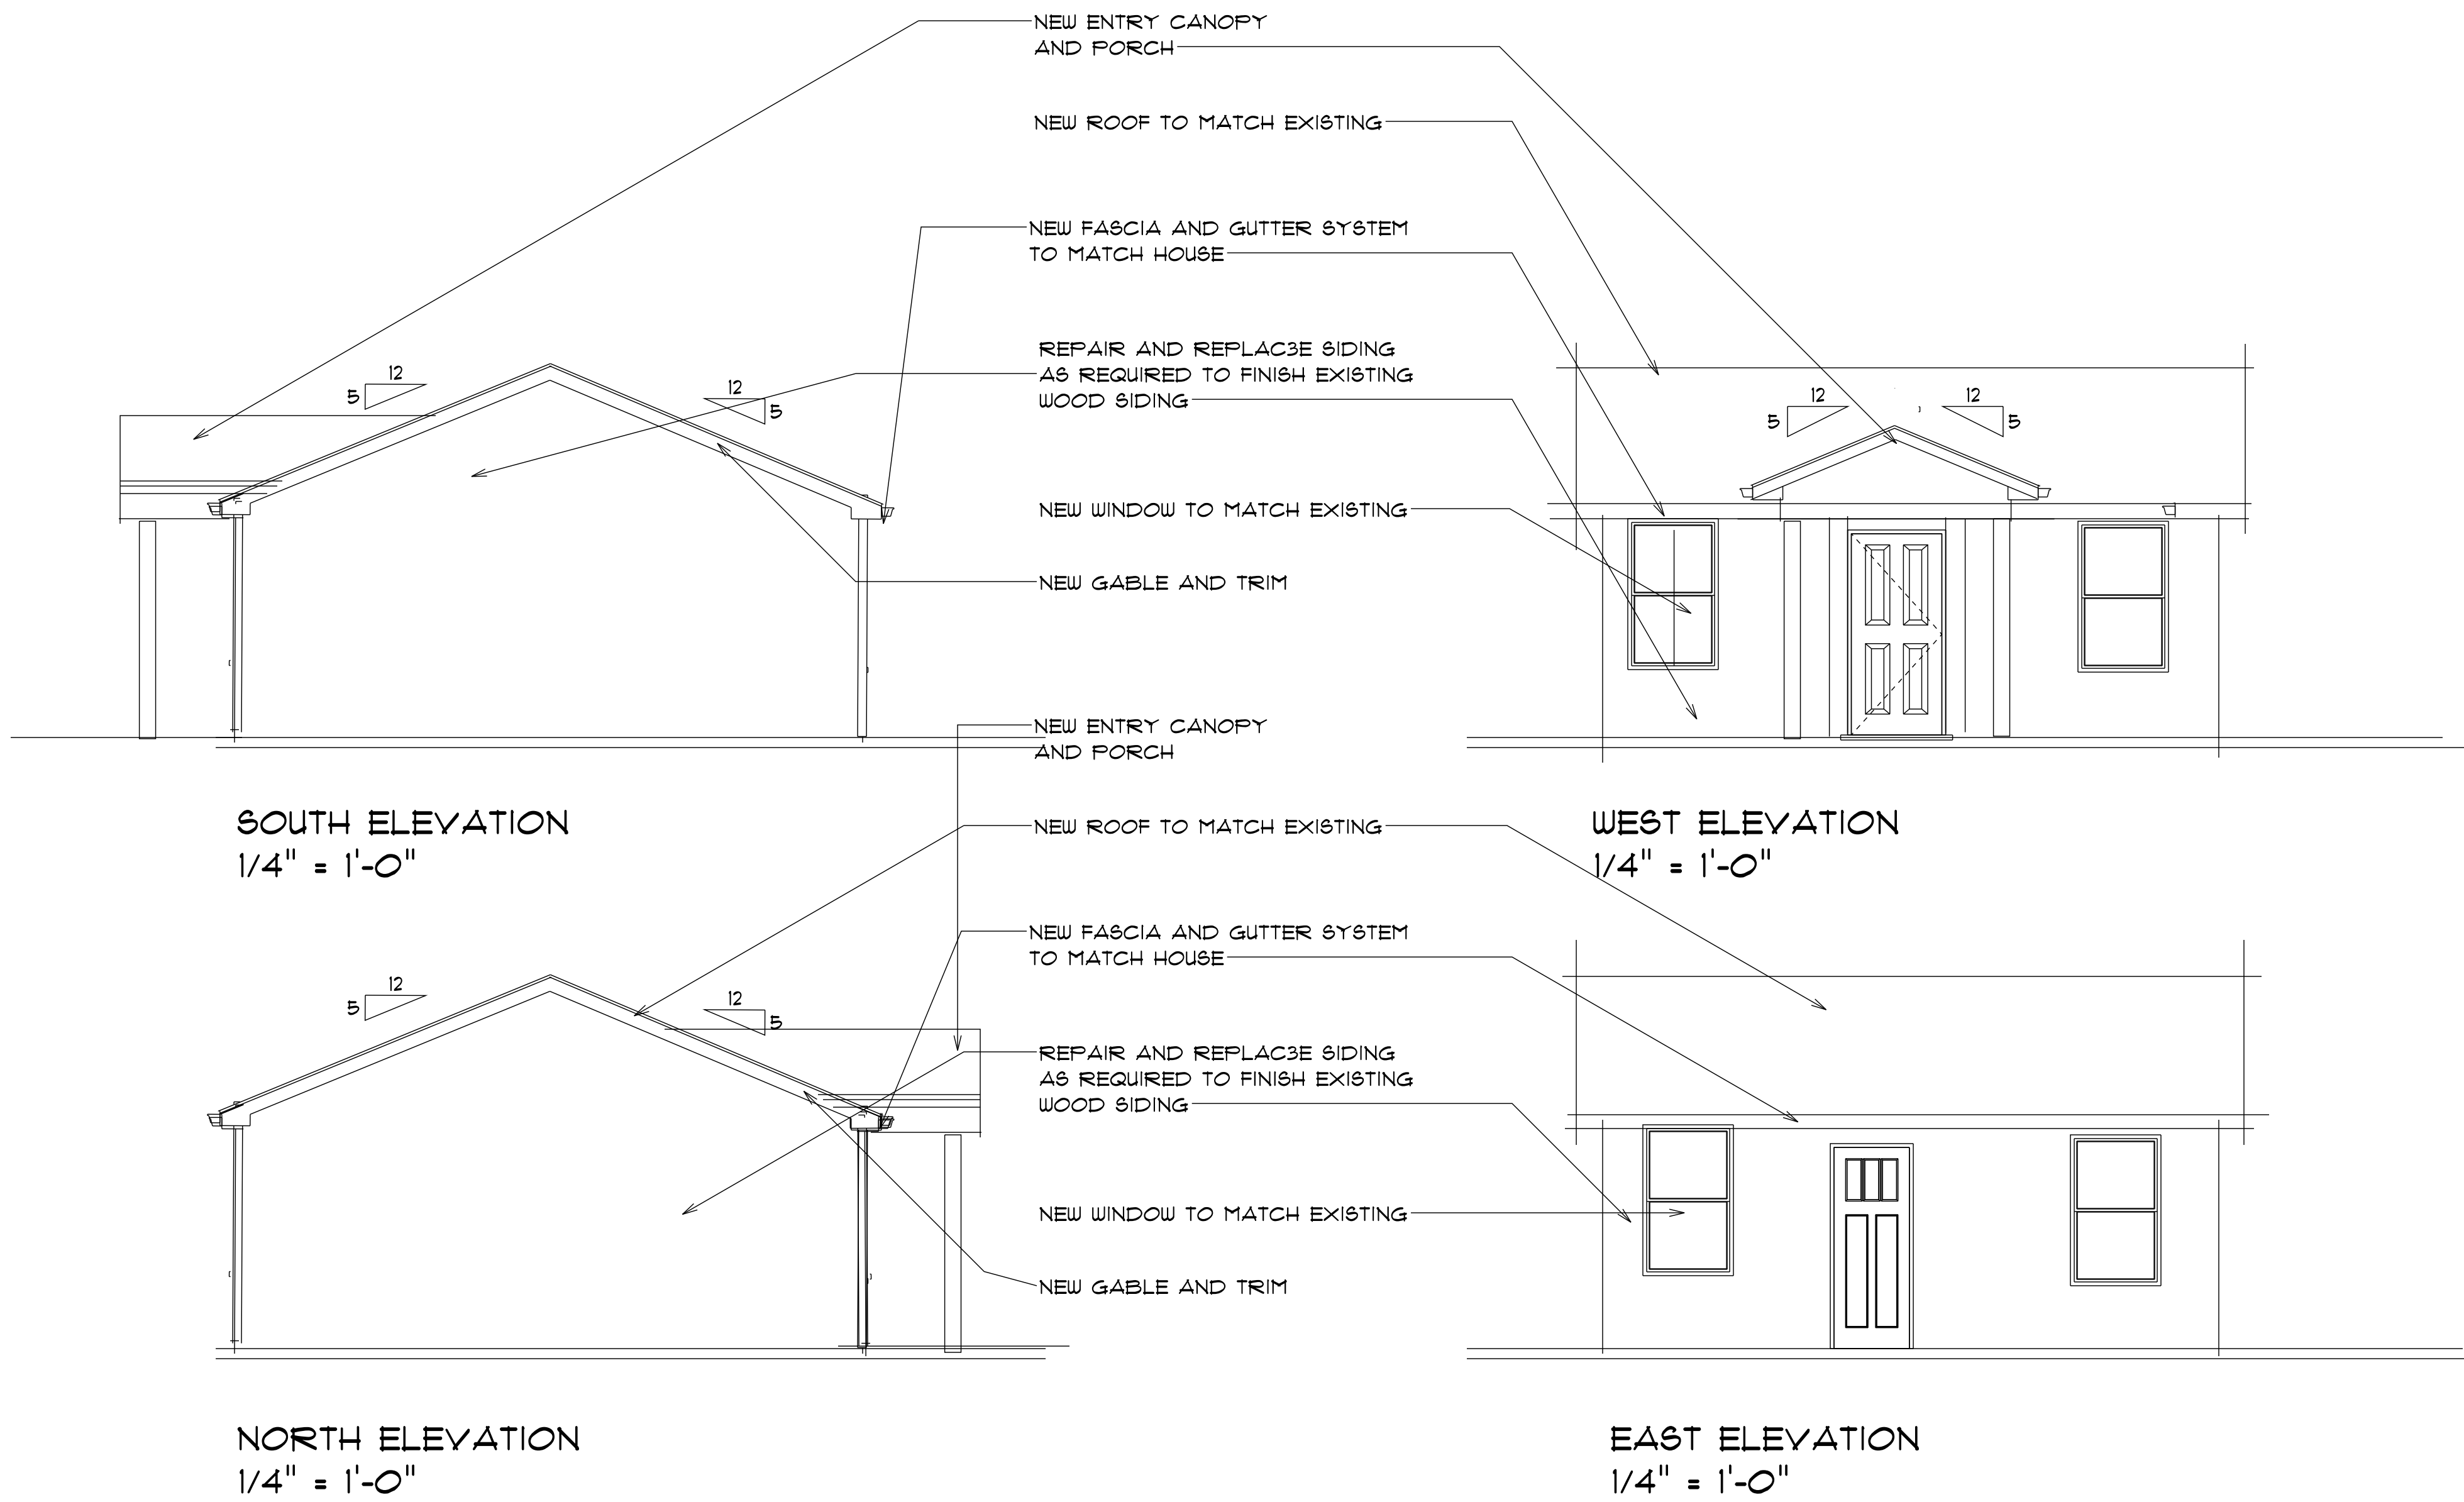 NEW ENTRY CANOPY
AND PORCH
NEW ROOF TO MATCH EXISTING
NEW FASCIA AND GUTTER SYSTEM
TO MATCH HOUSE
REPAIR AND REPLAC3E SIDING
AS REQUIRED TO FINISH EXISTING
WOOD SIDING
12
5
12
5
12
5
12
5
NEW WINDOW TO MATCH EXISTING
NEW GABLE AND TRIM
SOUTH ELEVATION
1/4" = 1'-0"
WEST ELEVATION
1/4" = 1'-0"
NEW ENTRY CANOPY
AND PORCH
NEW ROOF TO MATCH EXISTING
NEW FASCIA AND GUTTER SYSTEM
TO MATCH HOUSE
12
5
12
5
REPAIR AND REPLAC3E SIDING
AS REQUIRED TO FINISH EXISTING
WOOD SIDING
NEW WINDOW TO MATCH EXISTING
NEW GABLE AND TRIM
NORTH ELEVATION
1/4" = 1'-0"
EAST ELEVATION
1/4" = 1'-0"